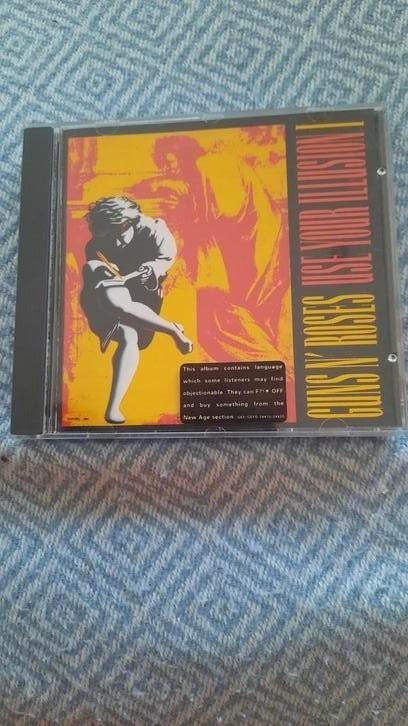 GUNS N' ROSES USE YOUR ILLUSION I
This album contains language
which some listeners may find
objectionable. They can F?!* OFF
and buy something from the
New Age section.